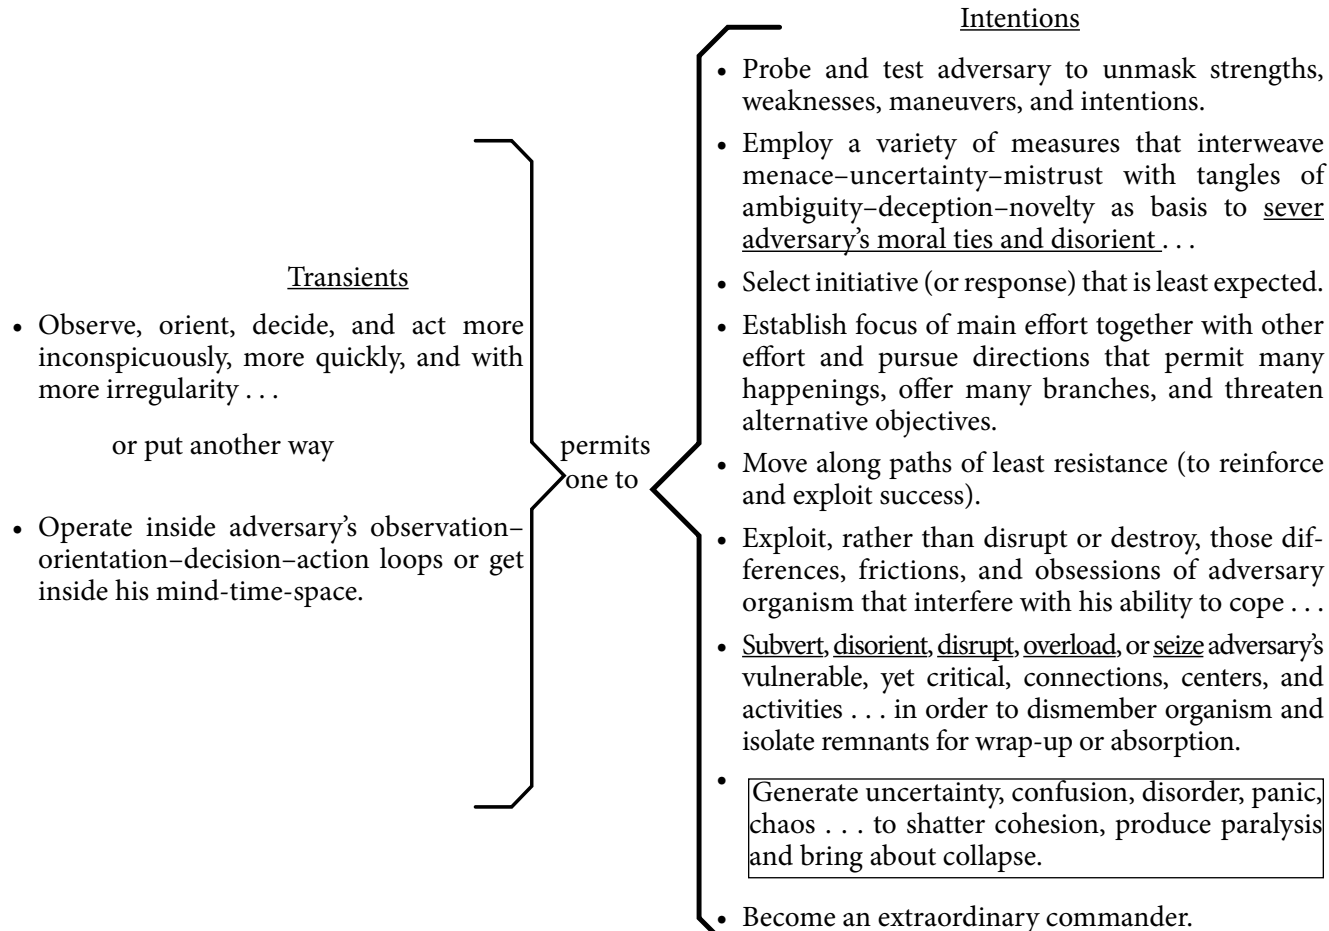 Transients
• Observe, orient, decide, and act more
inconspicuously, more quickly, and with
more irregularity . . .
or put another way
• Operate inside adversary’s observation–
orientation–decision–action loops or get
inside his mind-time-space.
permits
one to
Intentions
• Probe and test adversary to unmask strengths,
weaknesses, maneuvers, and intentions.
• Employ a variety of measures that interweave
menace–uncertainty–mistrust with tangles of
ambiguity–deception–novelty as basis to sever
adversary’s moral ties and disorient . . .
• Select initiative (or response) that is least expected.
• Establish focus of main effort together with other
effort and pursue directions that permit many
happenings, offer many branches, and threaten
alternative objectives.
• Move along paths of least resistance (to reinforce
and exploit success).
• Exploit, rather than disrupt or destroy, those dif-
ferences, frictions, and obsessions of adversary
organism that interfere with his ability to cope . . .
• Subvert, disorient, disrupt, overload, or seize adversary’s
vulnerable, yet critical, connections, centers, and
activities . . . in order to dismember organism and
isolate remnants for wrap-up or absorption.
• Generate uncertainty, confusion, disorder, panic,
chaos . . . to shatter cohesion, produce paralysis
and bring about collapse.
• Become an extraordinary commander.